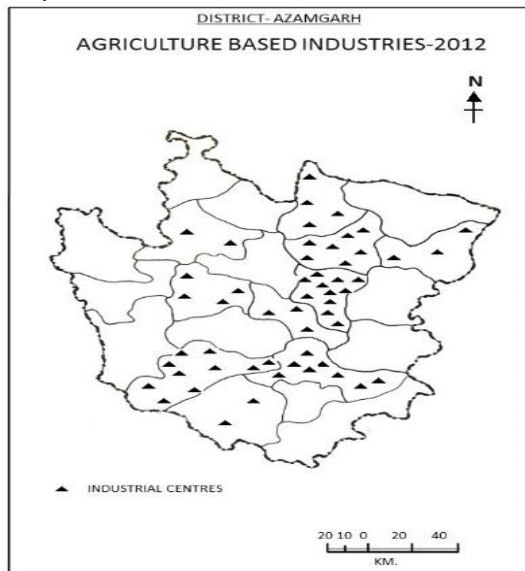 DISTRICT- AZAMGARH
AGRICULTURE BASED INDUSTRIES-2012
N
INDUSTRIAL CENTRES
20 10 0 20 40
KM.